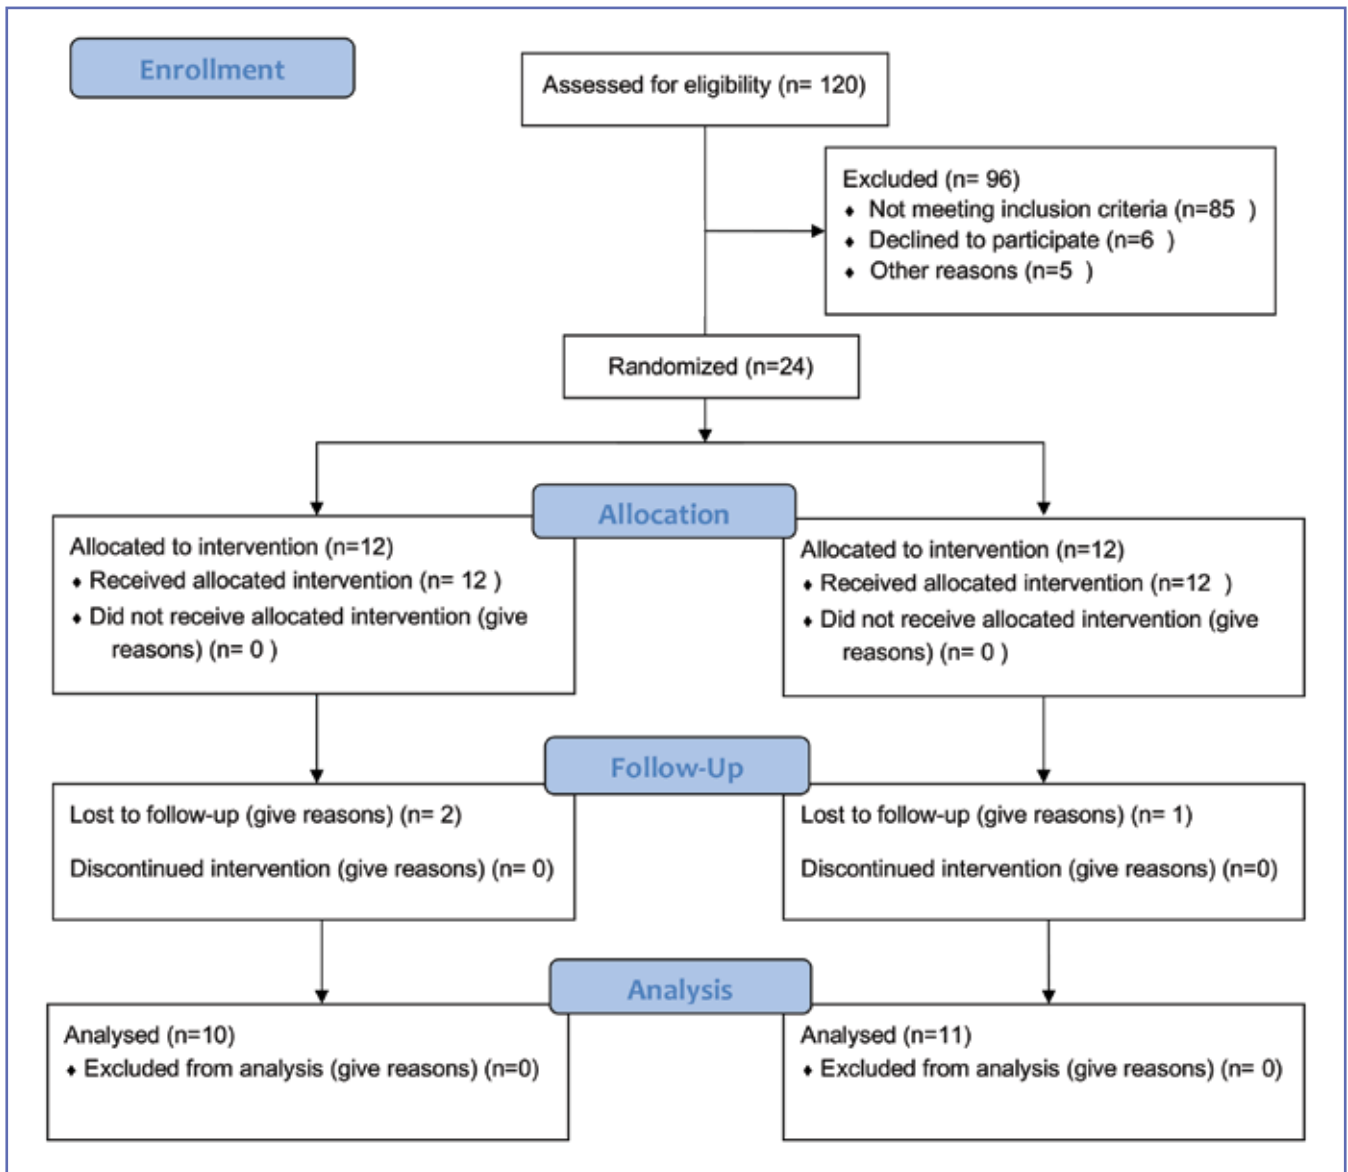 Enrollment
Assessed for eligibility (n= 120)
Excluded (n= 96)
♦ Not meeting inclusion criteria (n=85 )
♦ Declined to participate (n=6 )
♦ Other reasons (n=5 )
Randomized (n=24)
Allocation
Allocated to intervention (n=12)
♦ Received allocated intervention (n= 12 )
♦ Did not receive allocated intervention (give
reasons) (n= 0 )
Allocated to intervention (n=12)
♦ Received allocated intervention (n=12 )
♦ Did not receive allocated intervention (give
reasons) (n= 0 )
Follow-Up
Lost to follow-up (give reasons) (n= 2)
Discontinued intervention (give reasons) (n= 0)
Lost to follow-up (give reasons) (n= 1)
Discontinued intervention (give reasons) (n=0)
Analysis
Analysed (n=10)
♦ Excluded from analysis (give reasons) (n=0)
Analysed (n=11)
♦ Excluded from analysis (give reasons) (n= 0)